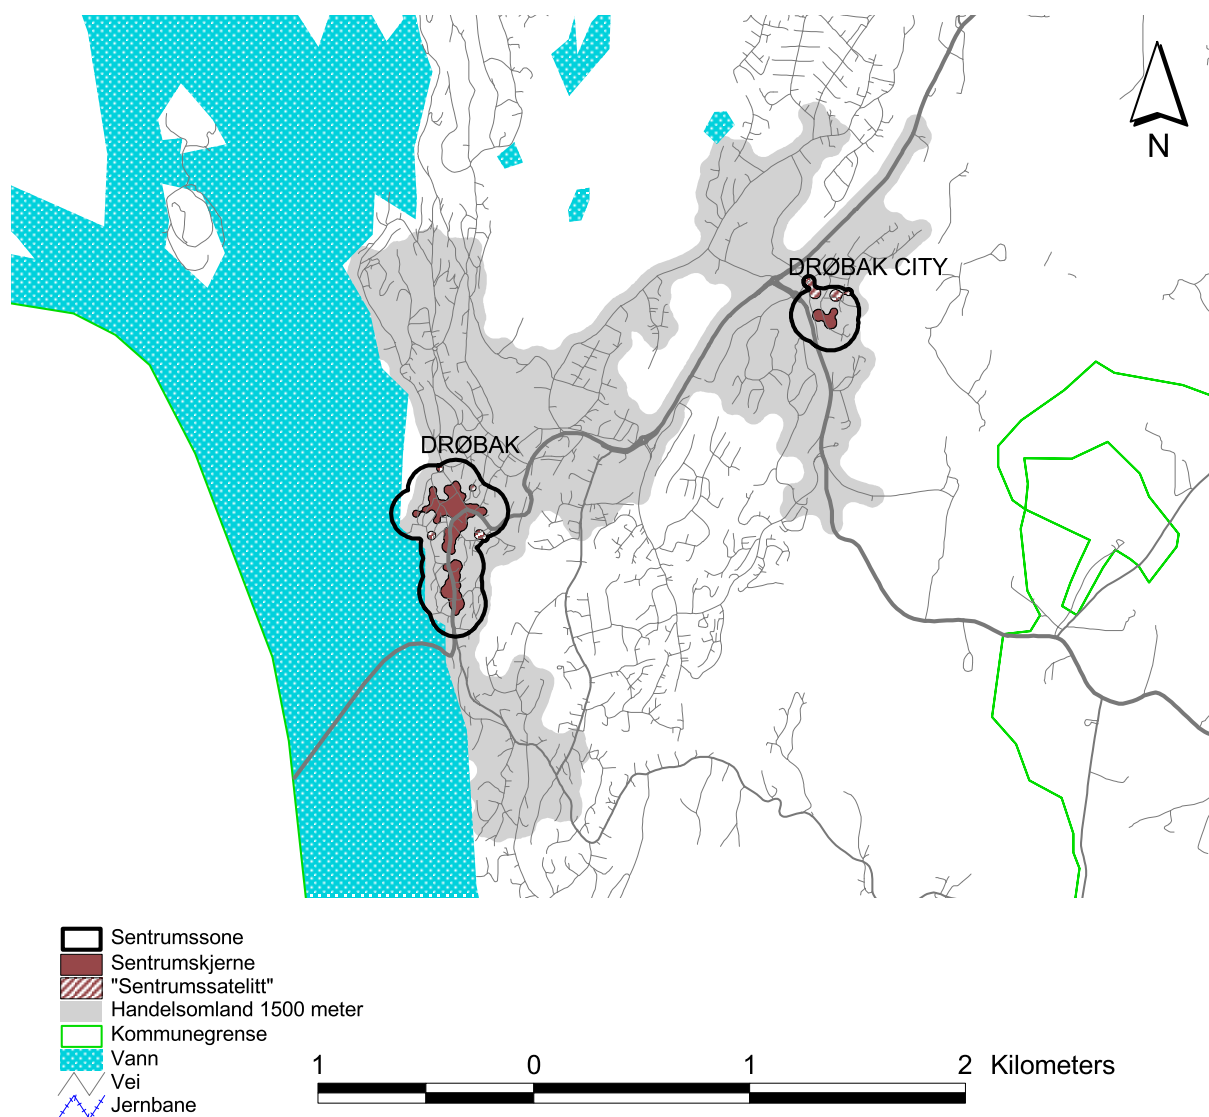 N
DRØBAK CITY
DRØBAK
Sentrumssone
Sentrumskjerne
"Sentrumssatelitt"
Handelsomland 1500 meter
Kommunegrense
Vann
Vei
Jernbane
1 0 1 2 Kilometers